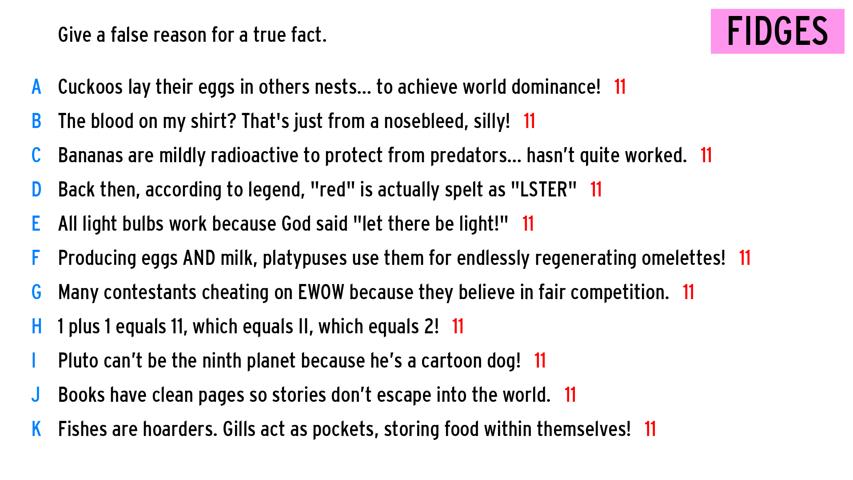 Give a false reason for a true fact.
FIDGES
A Cuckoos lay their eggs in others nests... to achieve world dominance! 11
B The blood on my shirt? That's just from a nosebleed, silly! 11
C Bananas are mildly radioactive to protect from predators... hasn’t quite worked. 11
D Back then, according to legend, "red" is actually spelt as "LSTER" 11
E All light bulbs work because God said "let there be light!" 11
F Producing eggs AND milk, platypuses use them for endlessly regenerating omelettes! 11
G Many contestants cheating on EWOW because they believe in fair competition. 11
H 1 plus 1 equals 11, which equals II, which equals 2! 11
I Pluto can’t be the ninth planet because he’s a cartoon dog! 11
J Books have clean pages so stories don’t escape into the world. 11
K Fishes are hoarders. Gills act as pockets, storing food within themselves! 11